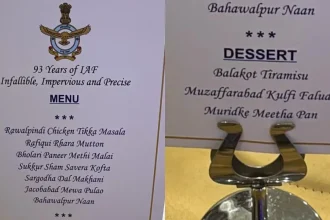 93 Years of IAF
Infallible, Impervious and Precise
MENU
***
Rawalpindi Chicken Tikka Masala
Rafiqui Rhara Mutton
Bholari Paneer Methi Malai
Sukkur Sham Savera Kofta
Sargodha Dal Makhani
Jacobabad Mewa Pulao
Bahawalpur Naan
***
Bahawalpur Naan
***
DESSERT
Balakot Tiramisu
Muzaffarabad Kulfi Falud
Muridke Meetha Pan